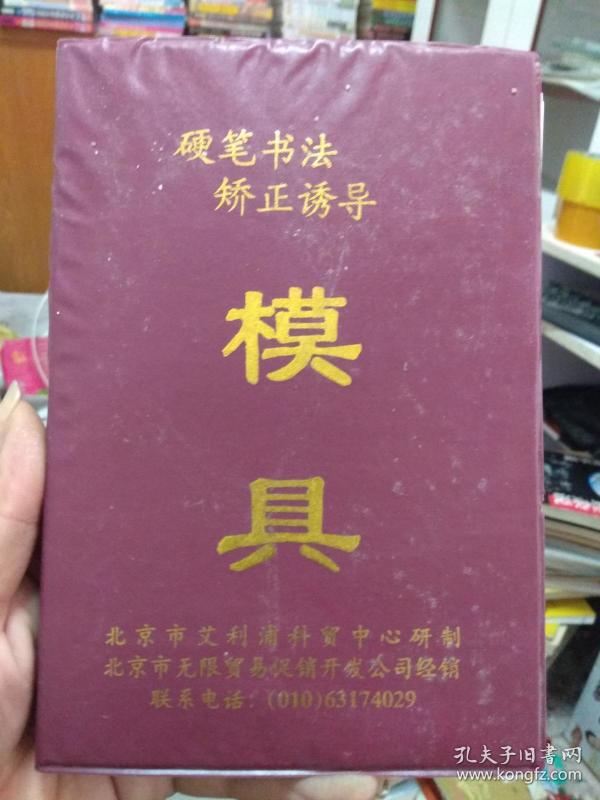 硬笔书法
矫正诱导
模
具
北京市艾利浦科贸中心研制
北京市无限贸易促销开发公司经销
联系电话：(010)63174029
孔夫子旧書网
www.kongfz.com